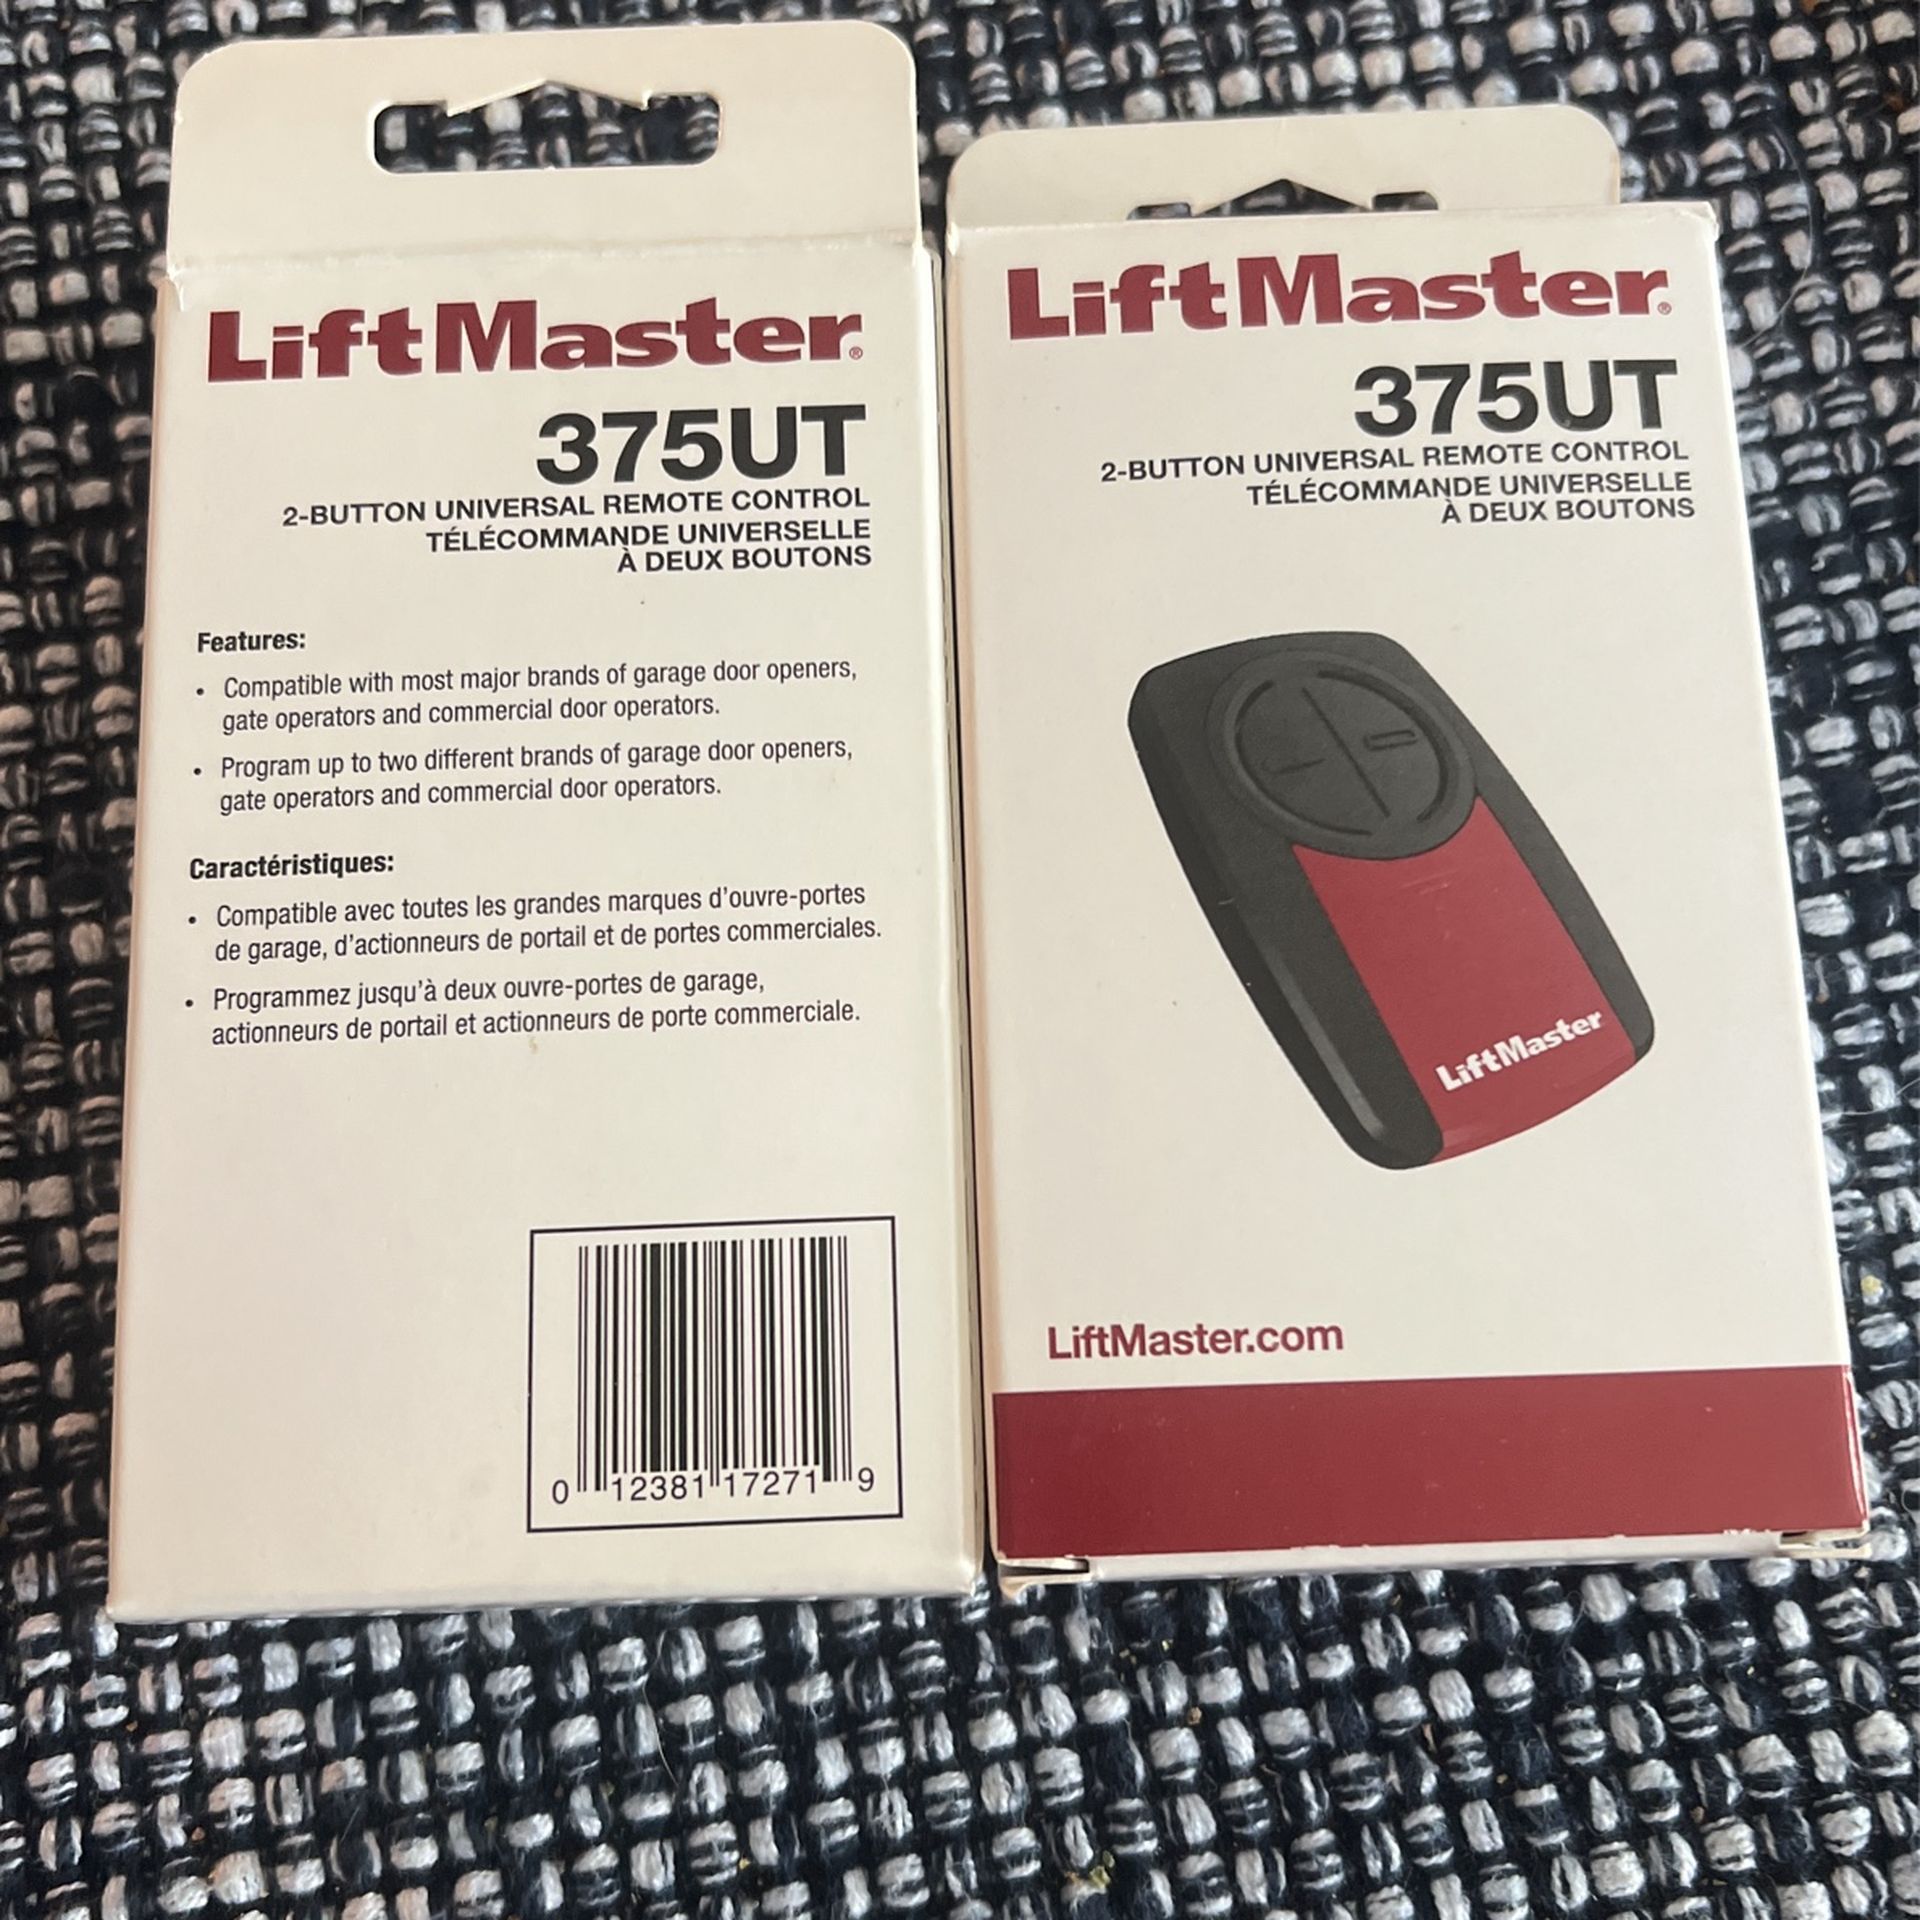 LiftMaster®
375UT
2-BUTTON UNIVERSAL REMOTE CONTROL
TÉLÉCOMMANDE UNIVERSELLE
À DEUX BOUTONS
Features:
• Compatible with most major brands of garage door openers,
gate operators and commercial door operators.
• Program up to two different brands of garage door openers,
gate operators and commercial door operators.
Caractéristiques:
• Compatible avec toutes les grandes marques d'ouvre-portes
de garage, d'actionneurs de portail et de portes commerciales.
• Programmez jusqu'à deux ouvre-portes de garage,
actionneurs de portail et actionneurs de porte commerciale.
0 12381 17271 9
LiftMaster®
375UT
2-BUTTON UNIVERSAL REMOTE CONTROL
TÉLÉCOMMANDE UNIVERSELLE
À DEUX BOUTONS
LiftMaster
LiftMaster.com